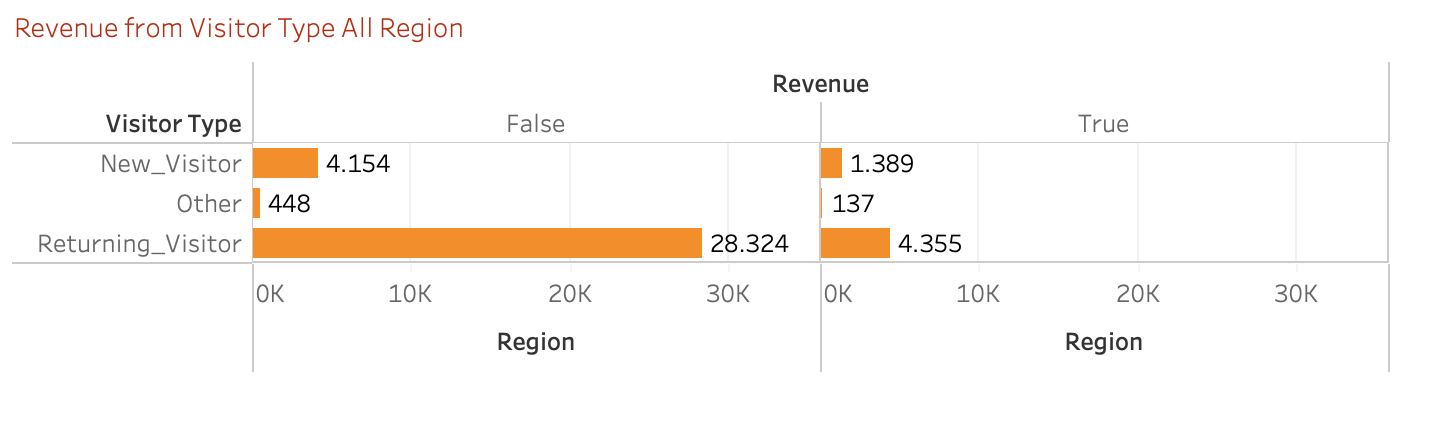 Revenue from Visitor Type All Region
Revenue
Visitor Type False True
New_Visitor 4.154 1.389
Other 448 137
Returning_Visitor 28.324 4.355
0K 10K 20K 30K 0K 10K 20K 30K
Region Region